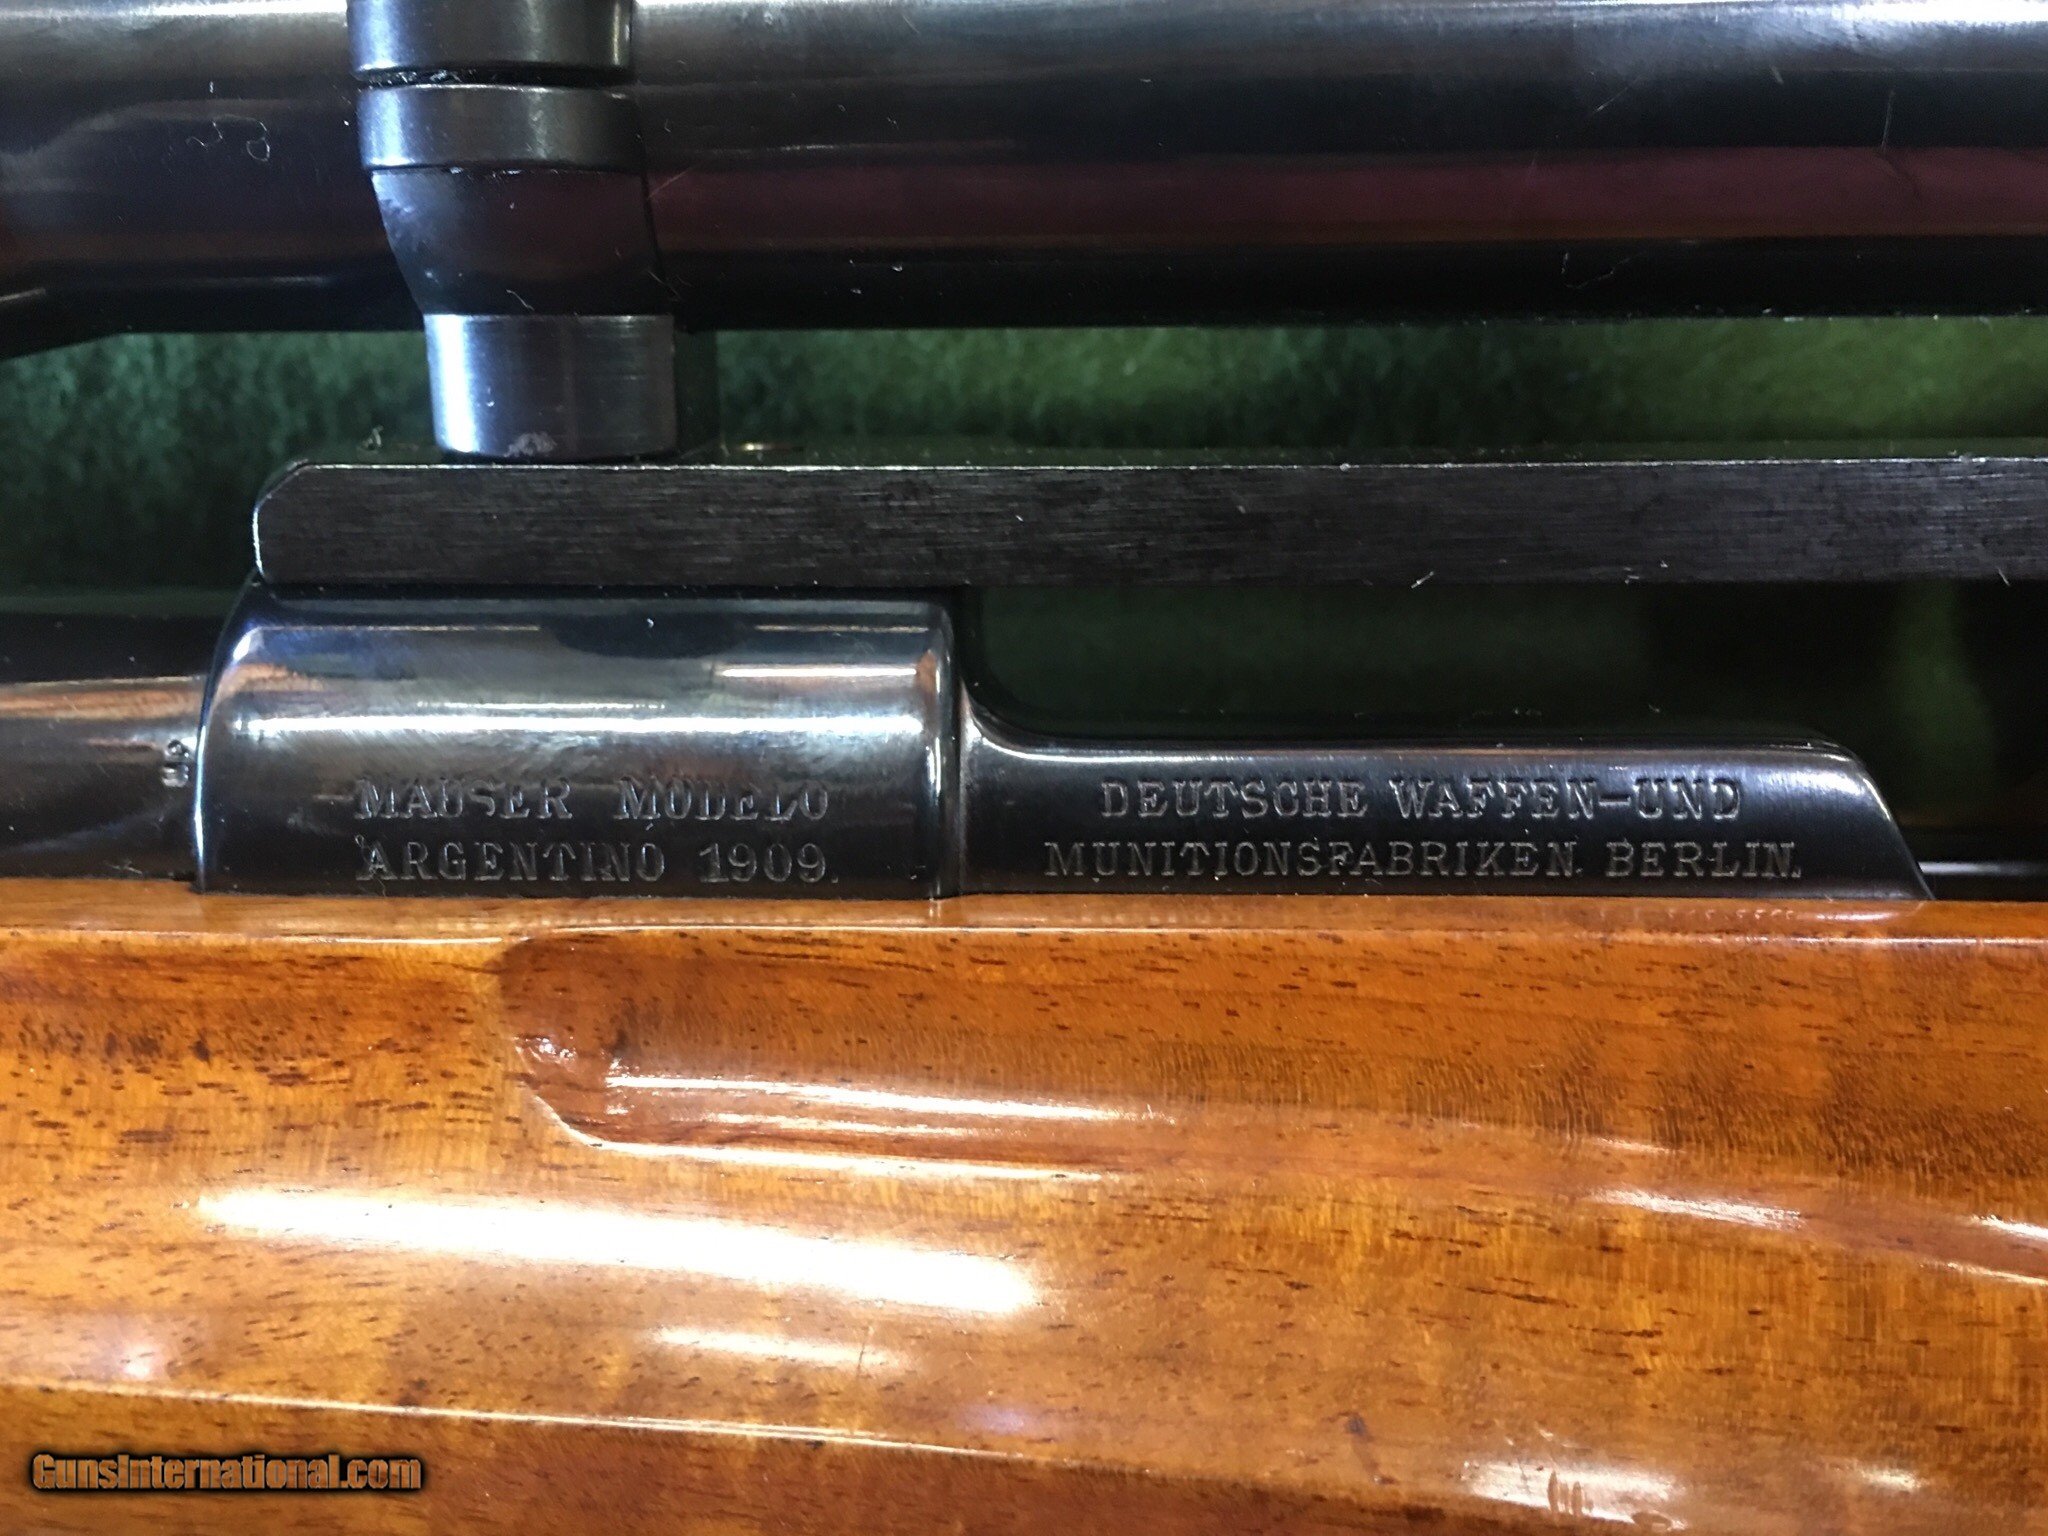 MAUSER MODELO
ARGENTINO 1909.
DEUTSCHE WAFFEN-UND
MUNITIONSFABRIKEN. BERLIN.
GunsInternational.com